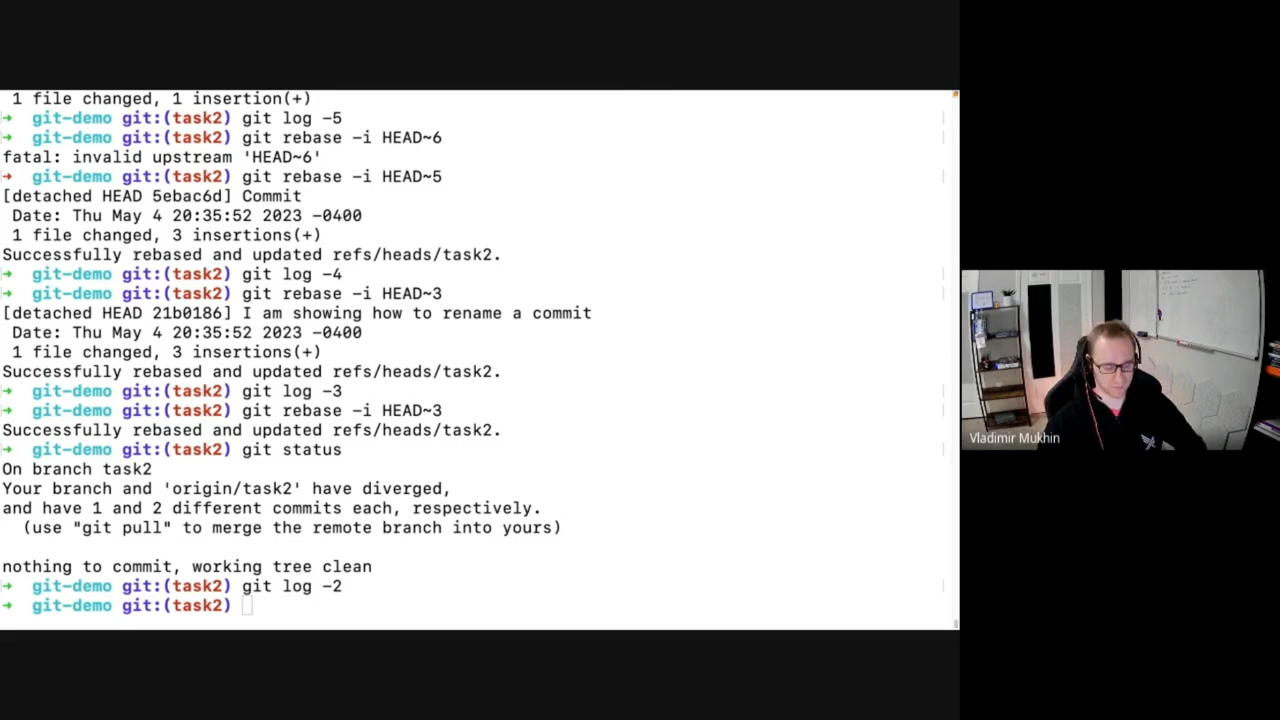 1 file changed, 1 insertion(+)
→ git-demo git:(task2) git log -5
→ git-demo git:(task2) git rebase -i HEAD~6
fatal: invalid upstream 'HEAD~6'
→ git-demo git:(task2) git rebase -i HEAD~5
[detached HEAD 5ebac6d] Commit
Date: Thu May 4 20:35:52 2023 -0400
1 file changed, 3 insertions(+)
Successfully rebased and updated refs/heads/task2.
→ git-demo git:(task2) git log -4
→ git-demo git:(task2) git rebase -i HEAD~3
[detached HEAD 21b0186] I am showing how to rename a commit
Date: Thu May 4 20:35:52 2023 -0400
1 file changed, 3 insertions(+)
Successfully rebased and updated refs/heads/task2.
→ git-demo git:(task2) git log -3
→ git-demo git:(task2) git rebase -i HEAD~3
Successfully rebased and updated refs/heads/task2.
→ git-demo git:(task2) git status
On branch task2
Your branch and 'origin/task2' have diverged,
and have 1 and 2 different commits each, respectively.
(use "git pull" to merge the remote branch into yours)
nothing to commit, working tree clean
→ git-demo git:(task2) git log -2
→ git-demo git:(task2)
Vladimir Mukhin